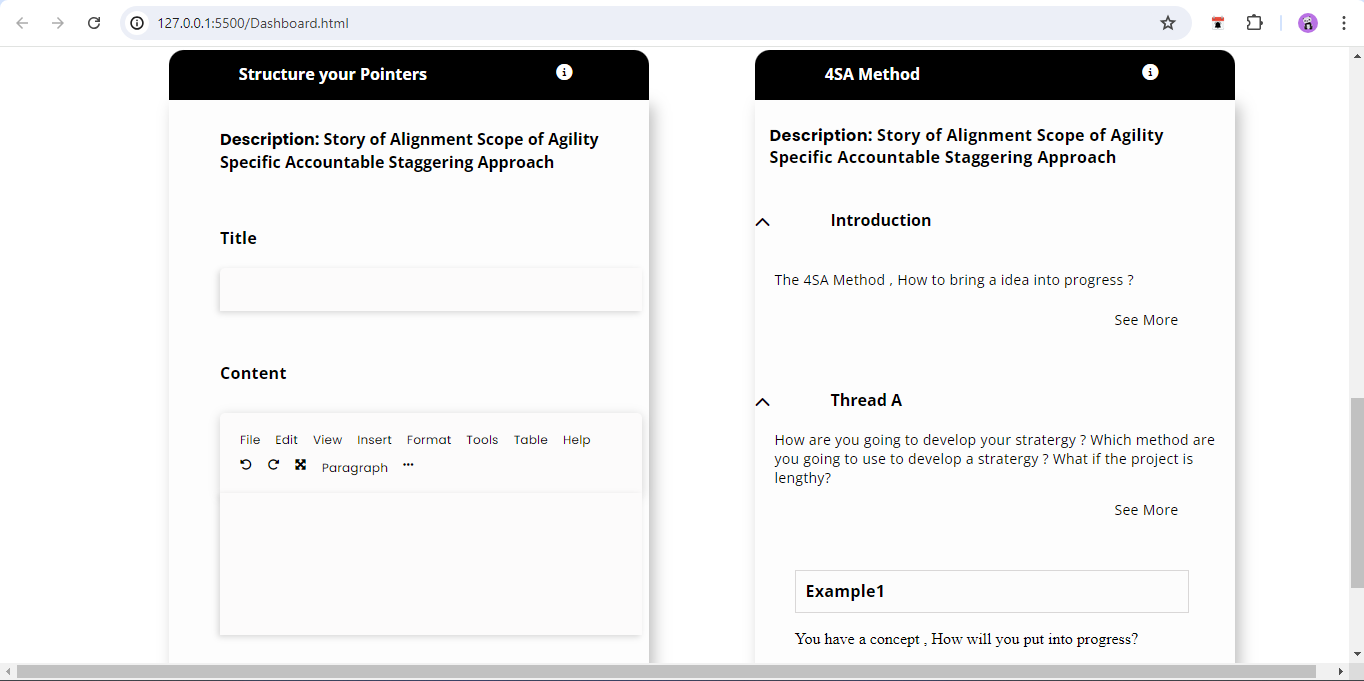 127.0.0.1:5500/Dashboard.html
Structure your Pointers
Description: Story of Alignment Scope of Agility
Specific Accountable Staggering Approach
Title
Content
File Edit View Insert Format Tools Table Help
Paragraph
4SA Method
Description: Story of Alignment Scope of Agility
Specific Accountable Staggering Approach
Introduction
The 4SA Method , How to bring a idea into progress ?
See More
Thread A
How are you going to develop your stratergy ? Which method are
you going to use to develop a stratergy ? What if the project is
lengthy?
See More
Example1
You have a concept , How will you put into progress?